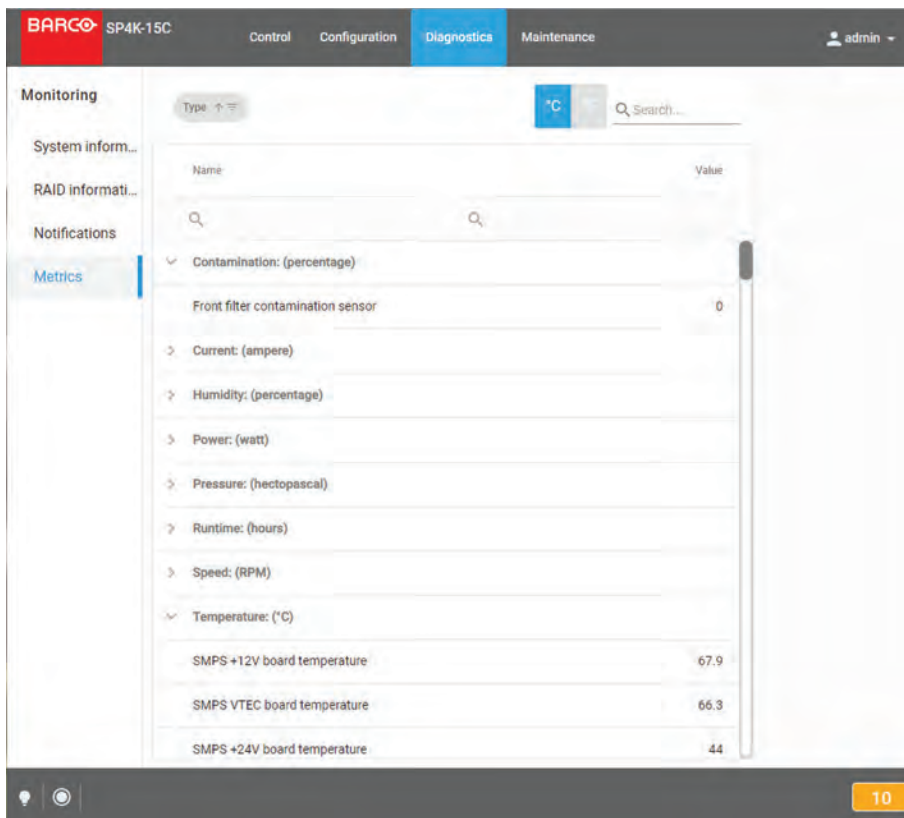 BARCO SP4K-15C Control Configuration Diagnostics Maintenance admin
Monitoring
System inform...
RAID informati...
Notifications
Metrics
Type
°C
Search...
Name Value
Contamination: (percentage)
Front filter contamination sensor 0
Current: (ampere)
Humidity: (percentage)
Power: (watt)
Pressure: (hectopascal)
Runtime: (hours)
Speed: (RPM)
Temperature: (°C)
SMPS +12V board temperature 67.9
SMPS VTEC board temperature 66.3
SMPS +24V board temperature 44
10